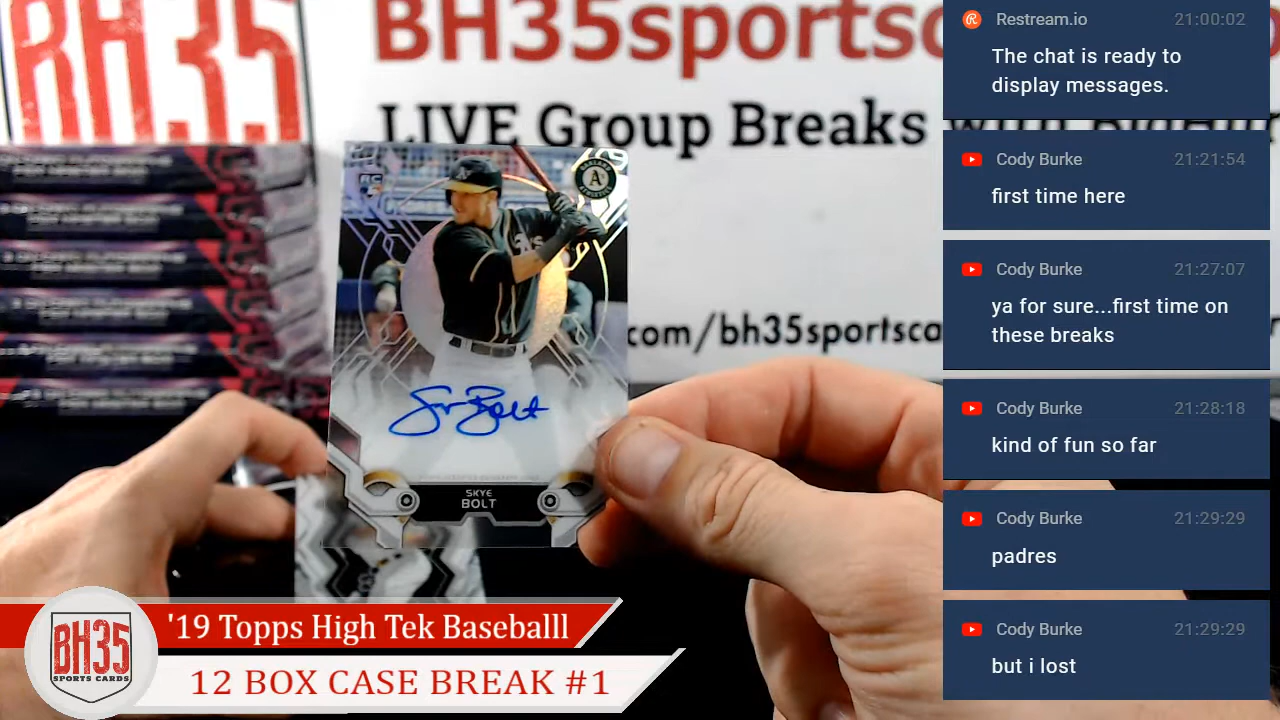 BH35
BH35sportsc
LIVE Group Breaks with
.com/bh35sportsca
RC
A's
SKYE
BOLT
'19 Topps High Tek Baseballl
12 BOX CASE BREAK #1
BH35
SPORTS CARDS
Restream.io 21:00:02
The chat is ready to
display messages.
Cody Burke 21:21:54
first time here
Cody Burke 21:27:07
ya for sure...first time on
these breaks
Cody Burke 21:28:18
kind of fun so far
Cody Burke 21:29:29
padres
Cody Burke 21:29:29
but i lost